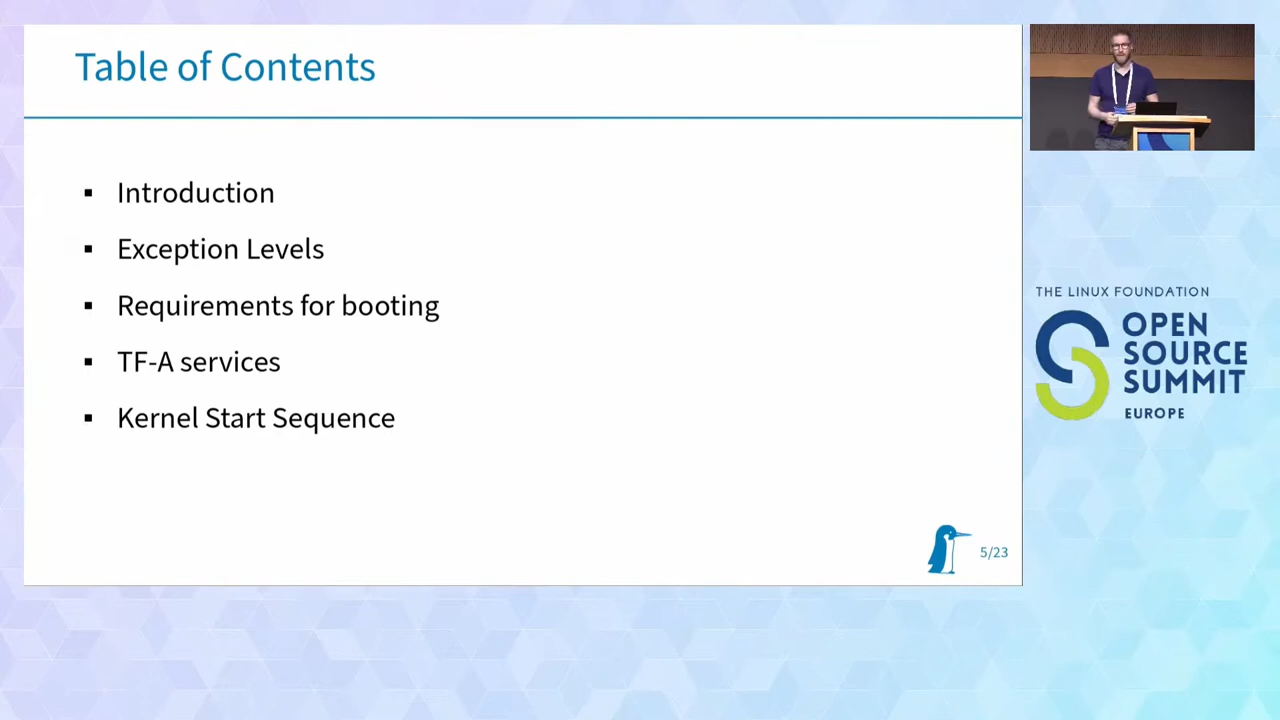 Table of Contents
▪ Introduction
▪ Exception Levels
▪ Requirements for booting
▪ TF-A services
▪ Kernel Start Sequence
5/23
THE LINUX FOUNDATION
OPEN
SOURCE
SUMMIT
EUROPE